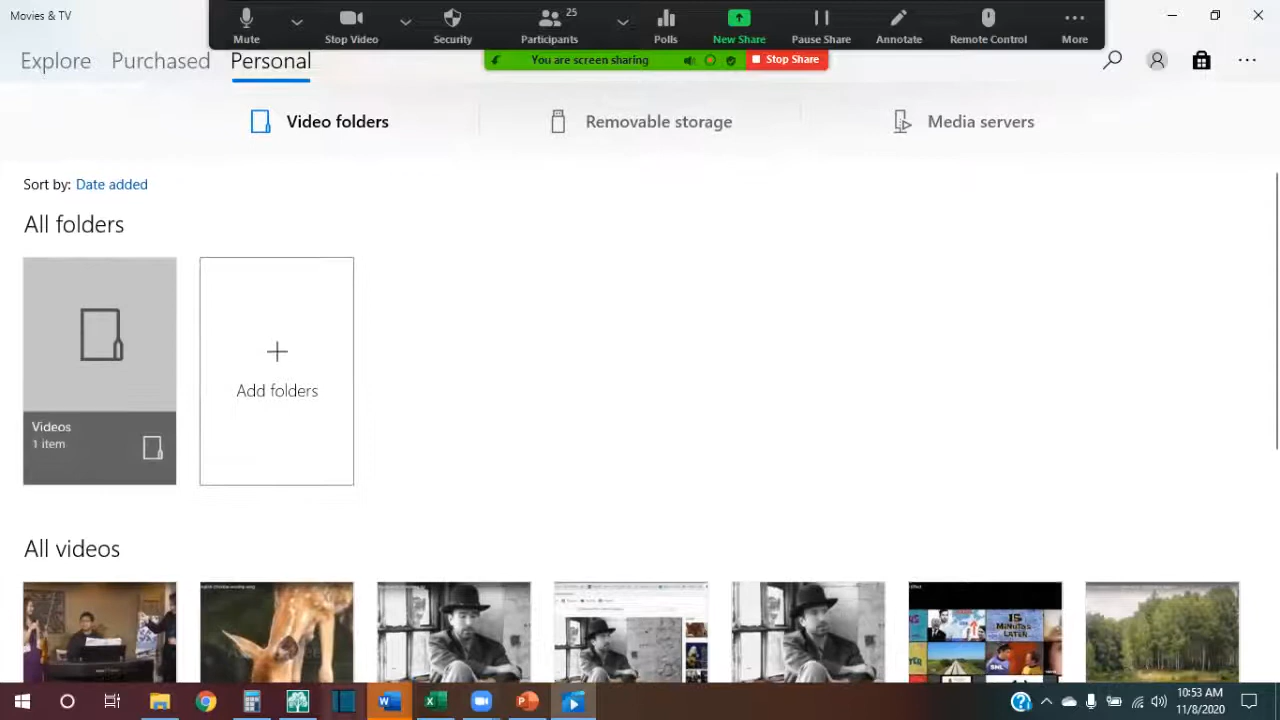 Movies & TV
Mute
Stop Video
Security
25
Participants
Polls
New Share
Pause Share
Annotate
Remote Control
More
You are screen sharing
Stop Share
Explore
Purchased
Personal
Video folders
Removable storage
Media servers
Sort by: Date added
All folders
Videos
1 item
Add folders
All videos
15
MINUTES
LATER
SNL
10:53 AM
11/8/2020